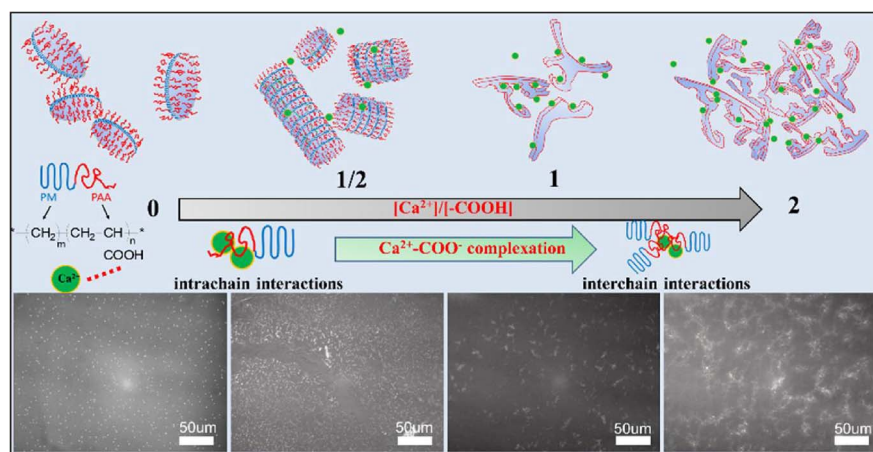 1/2
1
PM PAA
0
[Ca²⁺]/[-COOH]
2
*-(CH₂)ₘ(CH₂ CH)ₙ*
COOH
Ca²⁺-COO⁻ complexation
Ca²⁺
intrachain interactions
interchain interactions
50um
50um
50um
50um